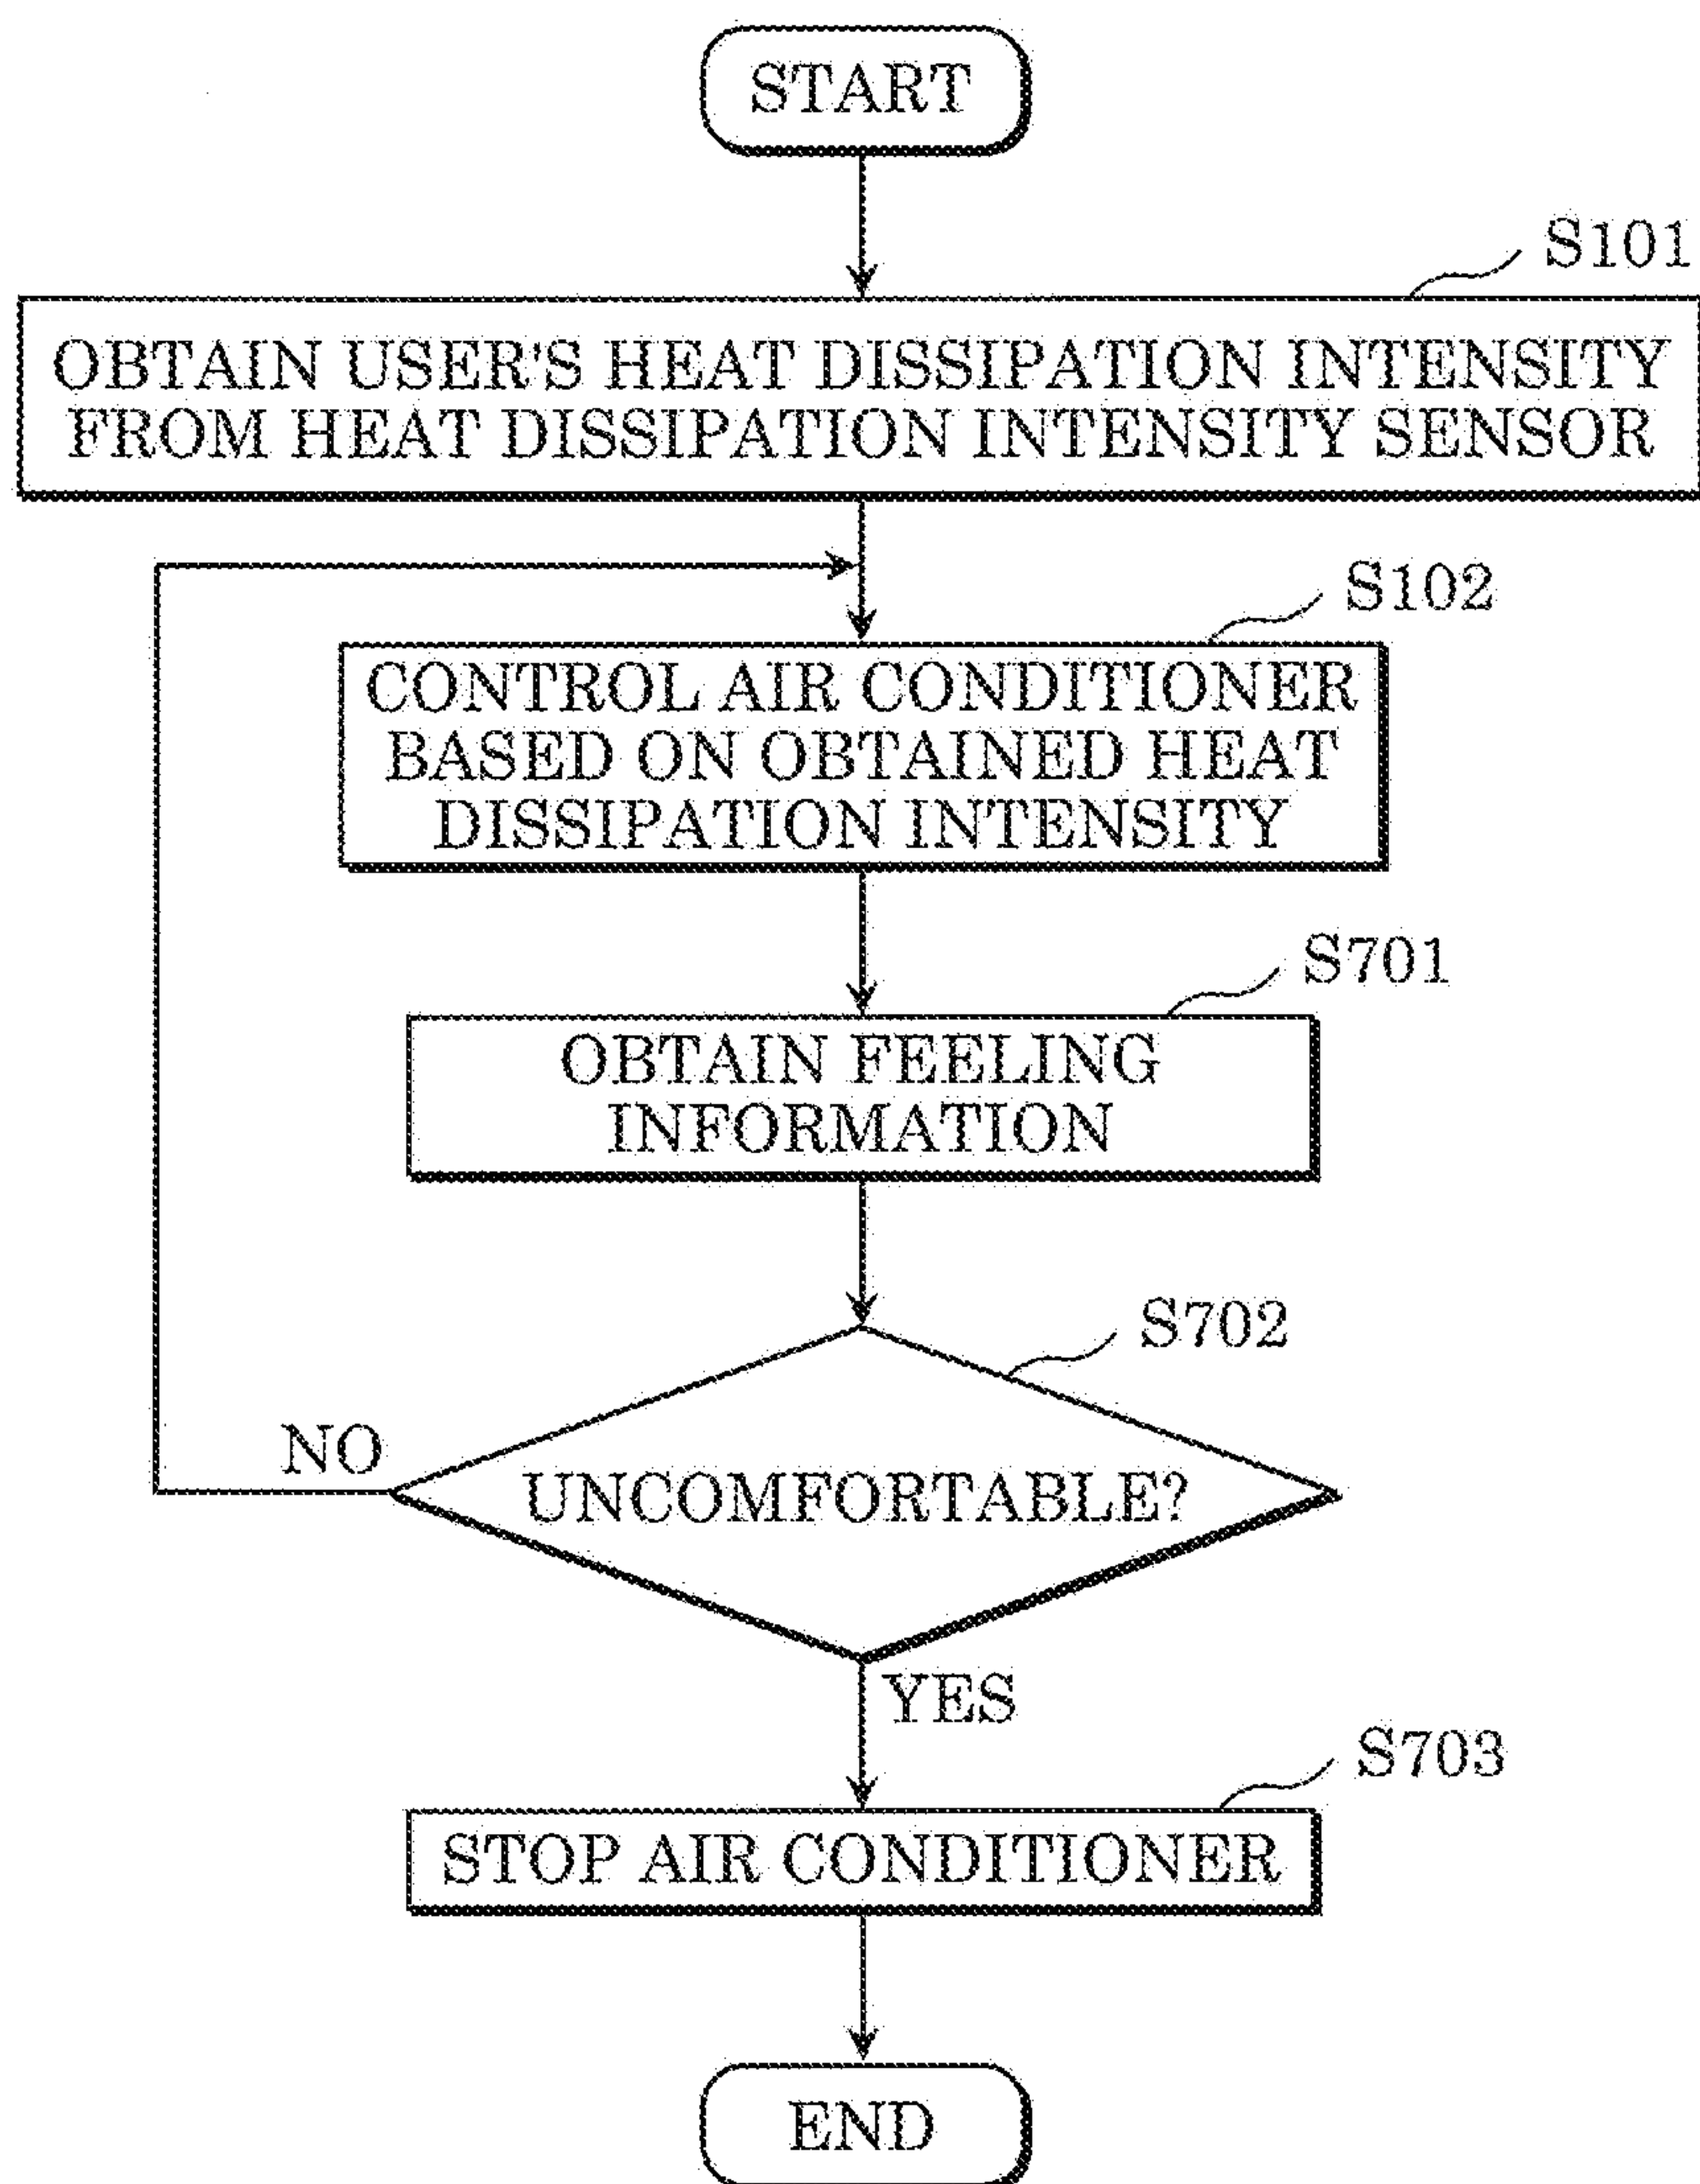 START
S101
OBTAIN USER'S HEAT DISSIPATION INTENSITY
FROM HEAT DISSIPATION INTENSITY SENSOR
S102
CONTROL AIR CONDITIONER
BASED ON OBTAINED HEAT
DISSIPATION INTENSITY
S701
OBTAIN FEELING
INFORMATION
S702
NO
UNCOMFORTABLE?
YES
S703
STOP AIR CONDITIONER
END